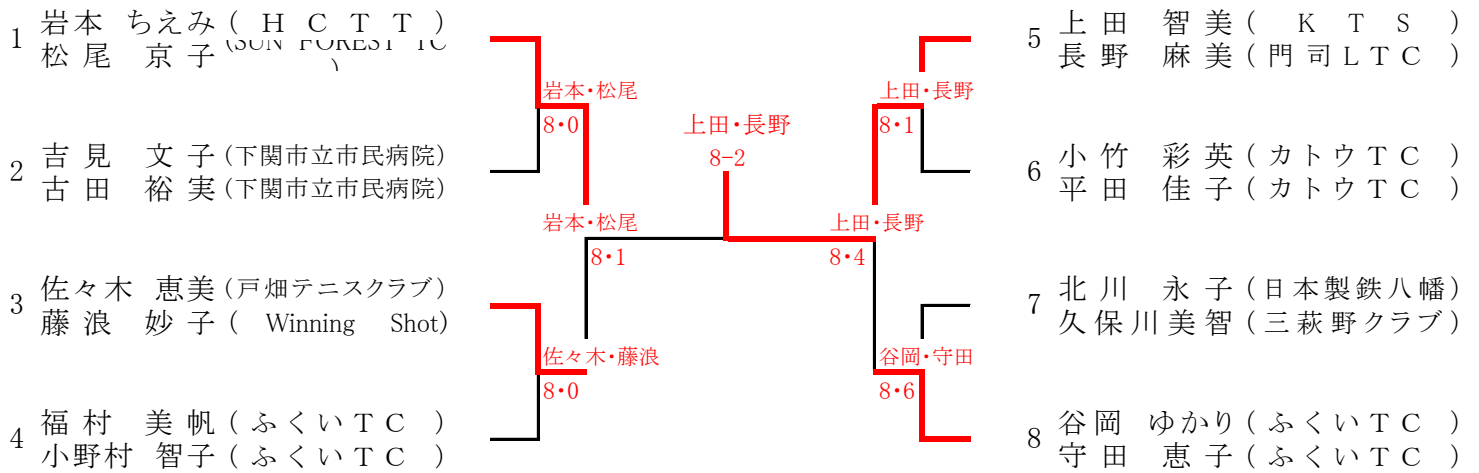 1 岩本 ちえみ ( H C T T )
松尾 京子 (SUN FOREST TC )
2 吉見 文子 (下関市立市民病院)
古田 裕実 (下関市立市民病院)
3 佐々木 恵美 (戸畑テニスクラブ)
藤浪 妙子 ( Winning Shot)
4 福村 美帆 ( ふくいTC )
小野村 智子 ( ふくいTC )
岩本・松尾
8・0
岩本・松尾
8・1
佐々木・藤浪
8・0
上田・長野
8-2
上田・長野
8・1
上田・長野
8・4
谷岡・守田
8・6
5 上田 智美 ( K T S )
長野 麻美 (門司LTC )
6 小竹 彩英 ( カトウTC )
平田 佳子 ( カトウTC )
7 北川 永子 (日本製鉄八幡)
久保川美智 (三萩野クラブ)
8 谷岡 ゆかり ( ふくいTC )
守田 恵子 ( ふくいTC )